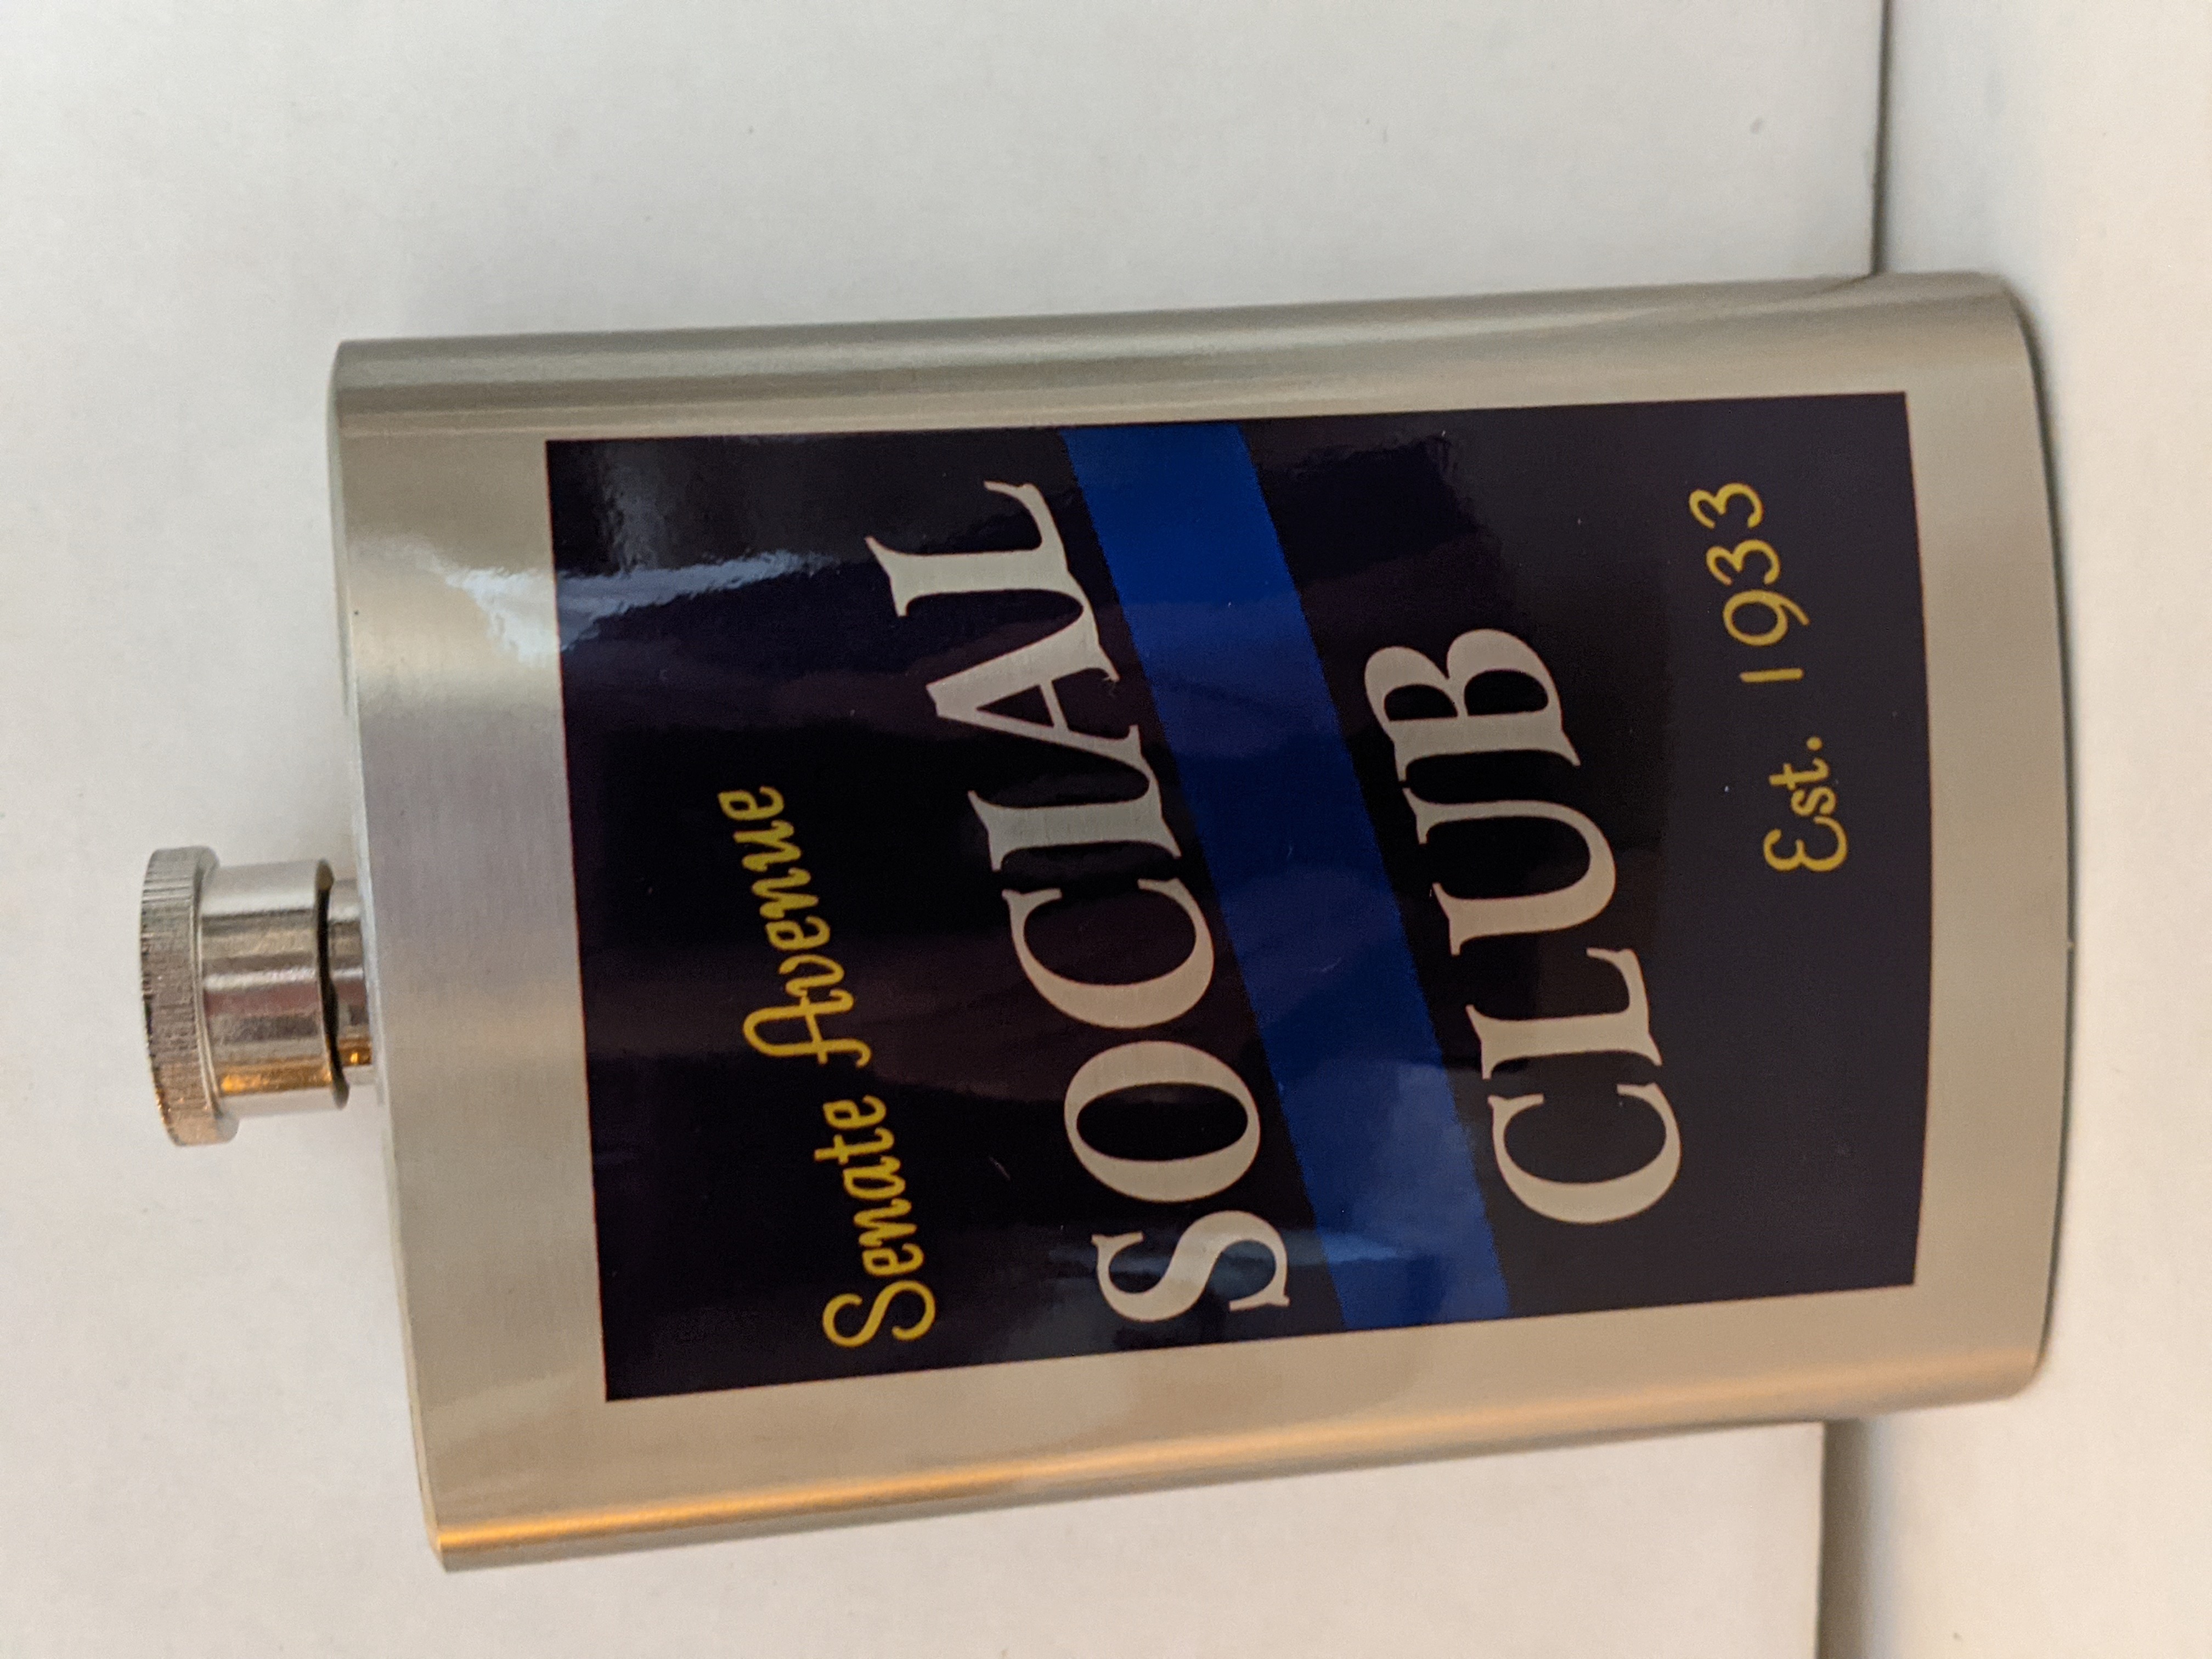 Senate Avenue
SOCIAL
CLUB
Est. 1933